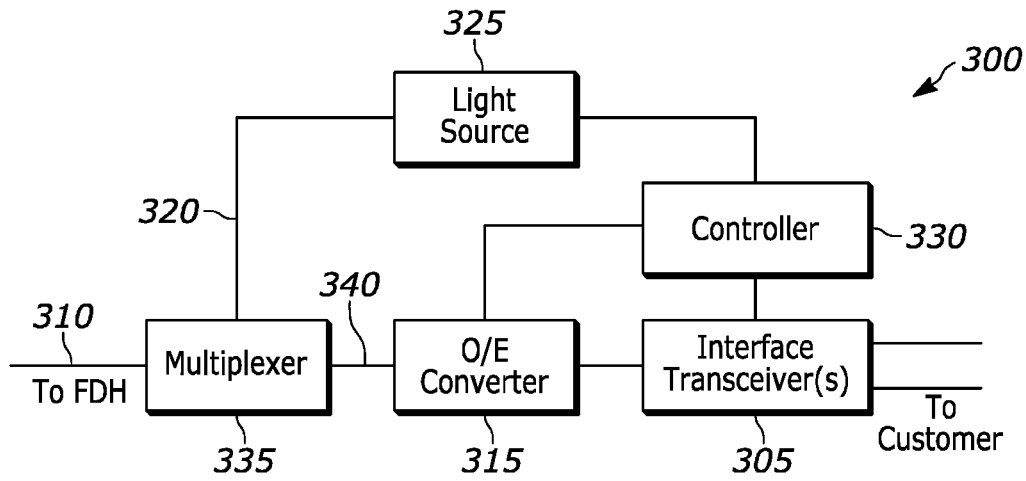 325
300
Light
Source
320
Controller
330
310
340
Multiplexer
O/E
Converter
Interface
Transceiver(s)
To FDH
To
Customer
335
315
305